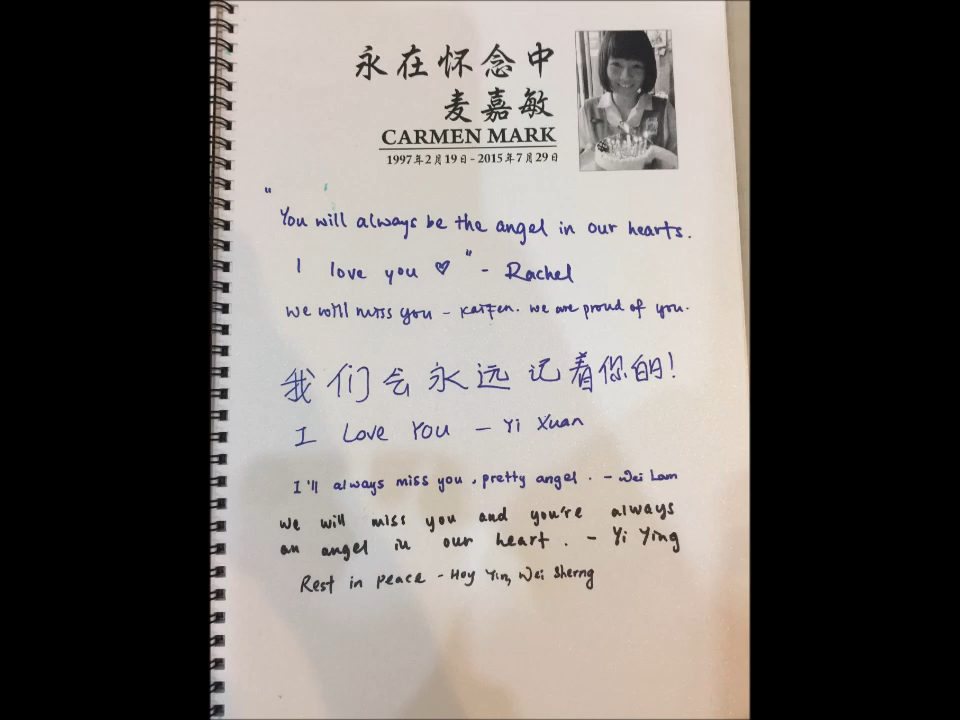 永在怀念中
麦嘉敏
CARMEN MARK
1997年2月19日 - 2015年7月29日
"You will always be the angel in our hearts.
I love you ♡" - Rachel
We will miss you - Kaifen. We are proud of you.
我们会永远记着你的!
I Love You - Yi Xuan
I'll always miss you, pretty angel. - Wei Lam
We will miss you and you're always
an angel in our heart. - Yi Ying
Rest in peace - Hoy Yin, Wei Sherng